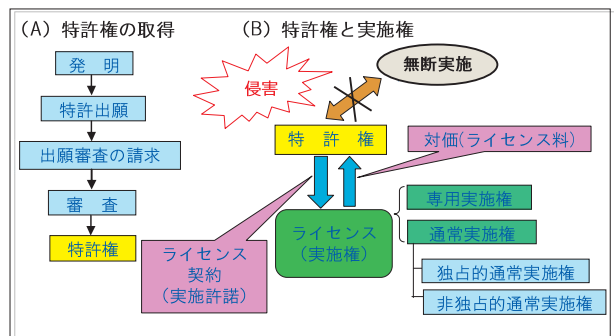 (A)特許権の取得
発 明
特許出願
出願審査の請求
審 査
特許権
(B)特許権と実施権
侵害
無断実施
特 許 権
対価(ライセンス料)
ライセンス
(実施権)
ライセンス
契約
(実施許諾)
専用実施権
通常実施権
独占的通常実施権
非独占的通常実施権